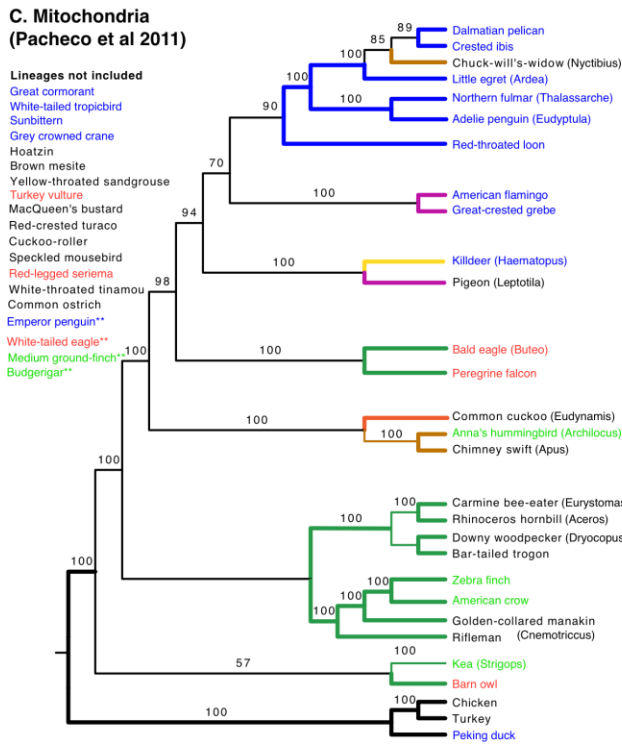 C. Mitochondria
(Pacheco et al 2011)
Lineages not included
Great cormorant
White-tailed tropicbird
Sunbittern
Grey crowned crane
Hoatzin
Brown mesite
Yellow-throated sandgrouse
Turkey vulture
MacQueen's bustard
Red-crested turaco
Cuckoo-roller
Speckled mousebird
Red-legged seriema
White-throated tinamou
Common ostrich
Emperor penguin**
White-tailed eagle**
Medium ground-finch**
Budgerigar**
89
Dalmatian pelican
85
Crested ibis
100
Chuck-will's-widow (Nyctibius)
100
Little egret (Ardea)
100
Northern fulmar (Thalassarche)
90
Adelie penguin (Eudyptula)
Red-throated loon
70
100
American flamingo
Great-crested grebe
94
100
Killdeer (Haematopus)
Pigeon (Leptotila)
98
100
100
Bald eagle (Buteo)
Peregrine falcon
100
Common cuckoo (Eudynamis)
100
Anna's hummingbird (Archilocus)
Chimney swift (Apus)
100
100
100
Carmine bee-eater (Eurystomas
Rhinoceros hornbill (Aceros)
Downy woodpecker (Dryocopus
Bar-tailed trogon
100
100
100
100
Zebra finch
American crow
Golden-collared manakin
Rifleman (Cnemotriccus)
57
100
Kea (Strigops)
Barn owl
100
100
Chicken
Turkey
Peking duck